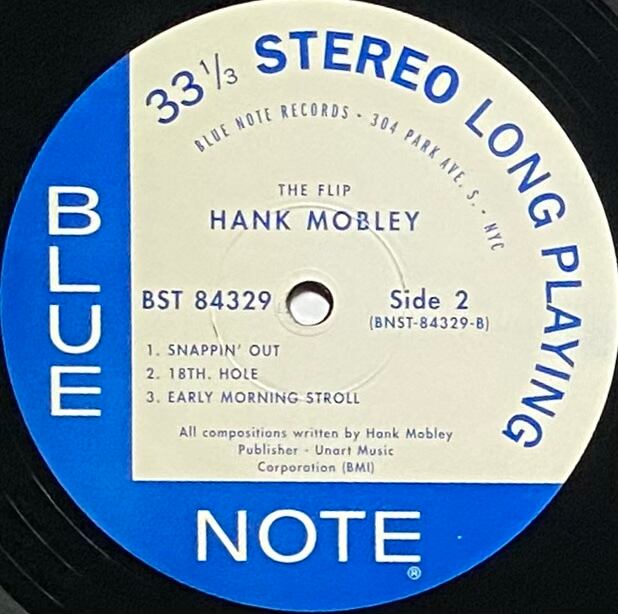 33 1/3 STEREO LONG PLAYING
BLUE NOTE RECORDS • 304 PARK AVE. S. • NYC
THE FLIP
HANK MOBLEY
BST 84329
Side 2
(BNST-84329-B)
1. SNAPPIN' OUT
2. 18TH. HOLE
3. EARLY MORNING STROLL
All compositions written by Hank Mobley
Publisher - Unart Music
Corporation (BMI)
BLUE
NOTE®